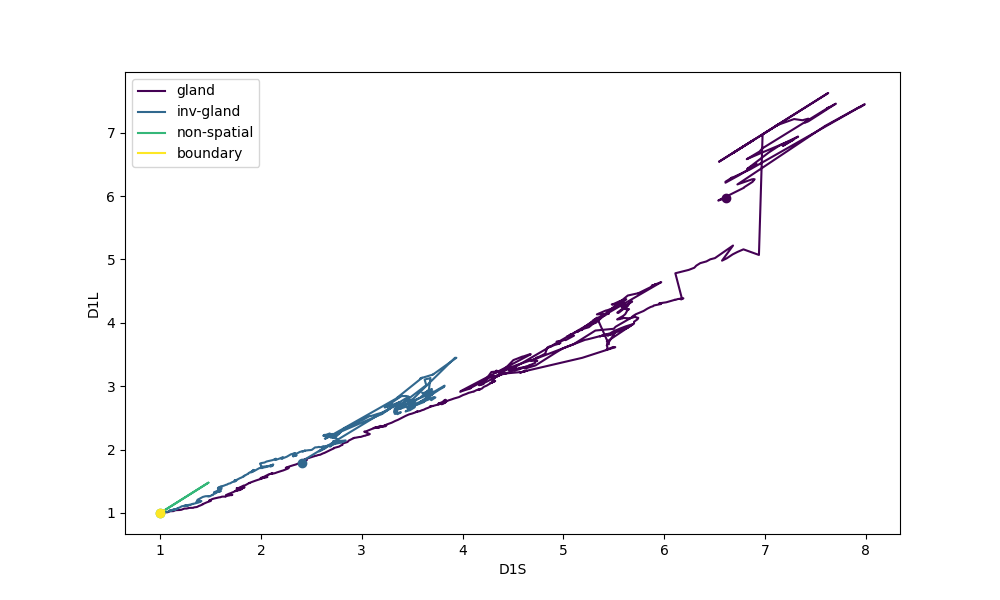 gland
inv-gland
non-spatial
boundary
7
6
5
4
3
2
1
D1L
1 2 3 4 5 6 7 8
D1S